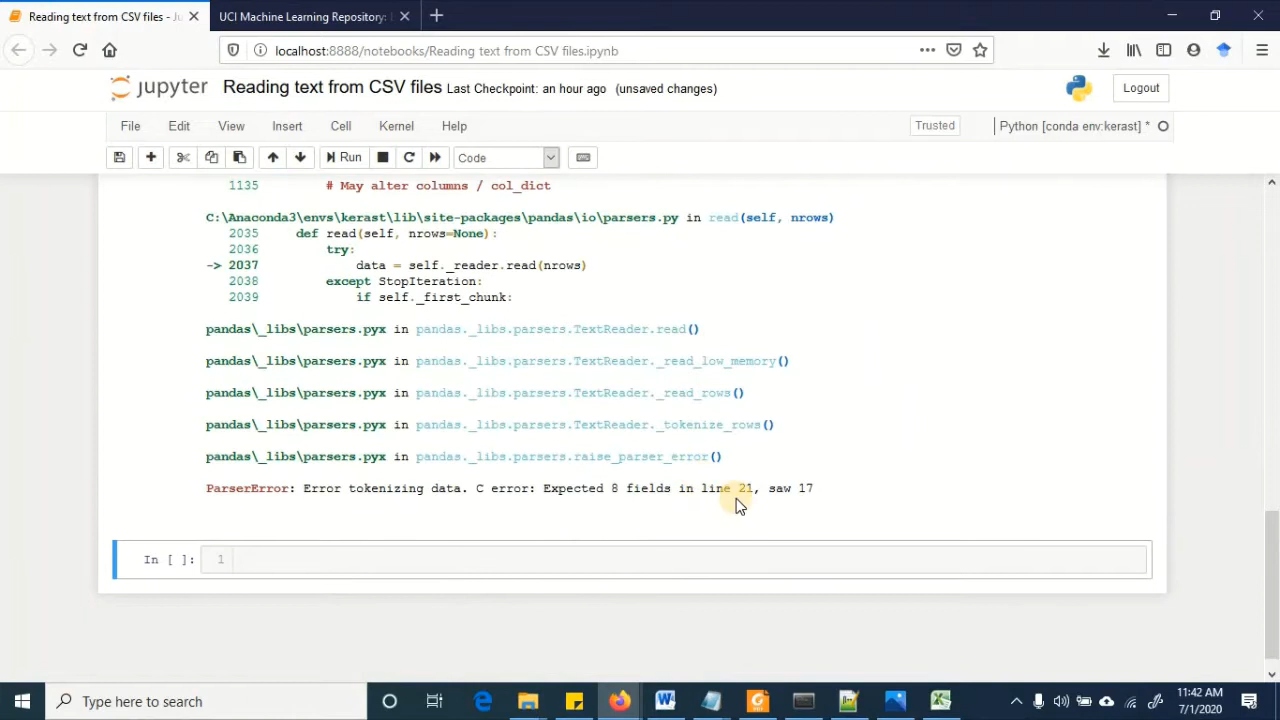 Reading text from CSV files - Ju
UCI Machine Learning Repository:
localhost:8888/notebooks/Reading text from CSV files.ipynb
jupyter Reading text from CSV files Last Checkpoint: an hour ago (unsaved changes)
Logout
File Edit View Insert Cell Kernel Help
Trusted
Python [conda env:kerast] *
Run
Code
1135 # May alter columns / col_dict
C:\Anaconda3\envs\kerast\lib\site-packages\pandas\io\parsers.py in read(self, nrows)
2035 def read(self, nrows=None):
2036 try:
-> 2037 data = self._reader.read(nrows)
2038 except StopIteration:
2039 if self._first_chunk:
pandas\_libs\parsers.pyx in pandas._libs.parsers.TextReader.read()
pandas\_libs\parsers.pyx in pandas._libs.parsers.TextReader._read_low_memory()
pandas\_libs\parsers.pyx in pandas._libs.parsers.TextReader._read_rows()
pandas\_libs\parsers.pyx in pandas._libs.parsers.TextReader._tokenize_rows()
pandas\_libs\parsers.pyx in pandas._libs.parsers.raise_parser_error()
ParserError: Error tokenizing data. C error: Expected 8 fields in line 21, saw 17
In [ ]: 1
Type here to search
11:42 AM
7/1/2020